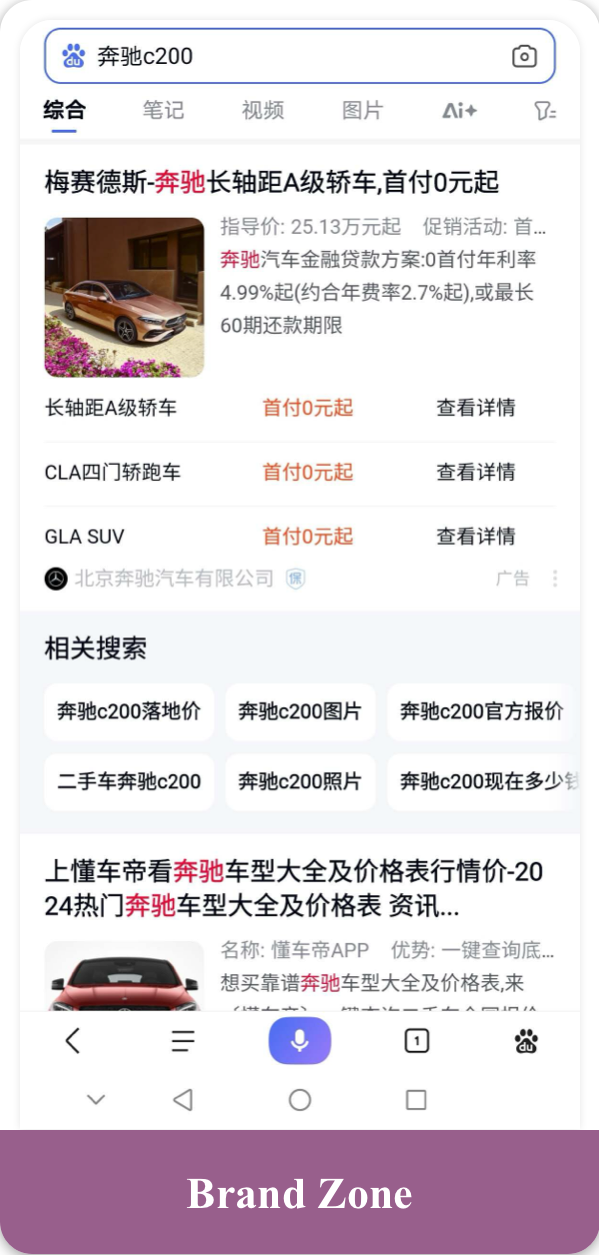 du 奔驰c200
综合 笔记 视频 图片 Ai+
梅赛德斯-奔驰长轴距A级轿车,首付0元起
指导价: 25.13万元起 促销活动: 首...
奔驰汽车金融贷款方案:0首付年利率
4.99%起(约合年费率2.7%起),或最长
60期还款期限
长轴距A级轿车 首付0元起 查看详情
CLA四门轿跑车 首付0元起 查看详情
GLA SUV 首付0元起 查看详情
北京奔驰汽车有限公司 保 广告
相关搜索
奔驰c200落地价 奔驰c200图片 奔驰c200官方报价
二手车奔驰c200 奔驰c200照片 奔驰c200现在多少钱
上懂车帝看奔驰车型大全及价格表行情价-20
24热门奔驰车型大全及价格表 资讯...
名称: 懂车帝APP 优势: 一键查询底...
想买靠谱奔驰车型大全及价格表,来
1 du
Brand Zone